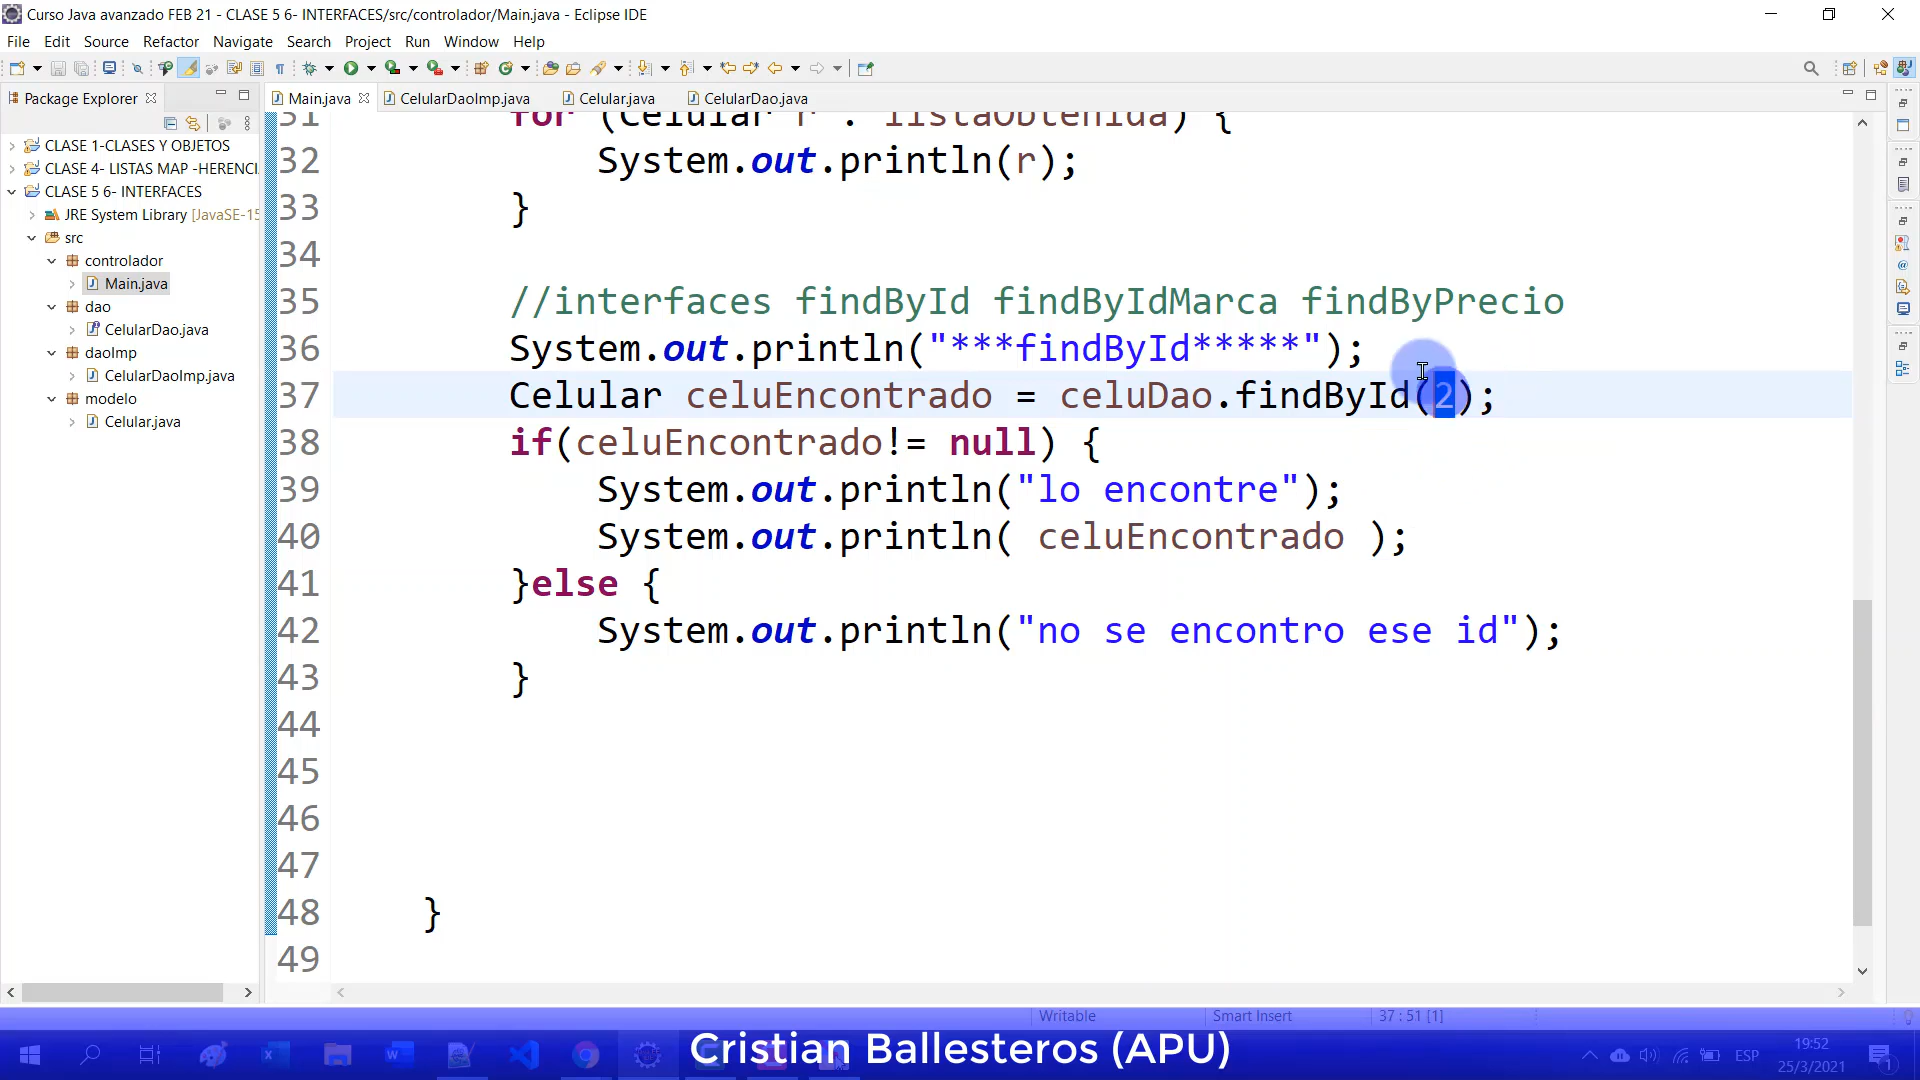 Curso Java avanzado FEB 21 - CLASE 5 6- INTERFACES/src/controlador/Main.java - Eclipse IDE
File Edit Source Refactor Navigate Search Project Run Window Help
Package Explorer
Main.java CelularDaoImp.java Celular.java CelularDao.java
CLASE 1-CLASES Y OBJETOS
CLASE 4- LISTAS MAP -HERENCI
CLASE 5 6- INTERFACES
JRE System Library [JavaSE-15
src
controlador
Main.java
dao
CelularDao.java
daoImp
CelularDaoImp.java
modelo
Celular.java
31 for (Celular r : listaObtenida) {
32 System.out.println(r);
33 }
34
35 //interfaces findById findByIdMarca findByPrecio
36 System.out.println("***findById*****");
37 Celular celuEncontrado = celuDao.findById(2);
38 if(celuEncontrado!= null) {
39 System.out.println("lo encontre");
40 System.out.println( celuEncontrado );
41 }else {
42 System.out.println("no se encontro ese id");
43 }
44
45
46
47
48 }
49
Writable Smart Insert 37 : 51 [1]
Cristian Ballesteros (APU)
ESP
19:52
25/3/2021